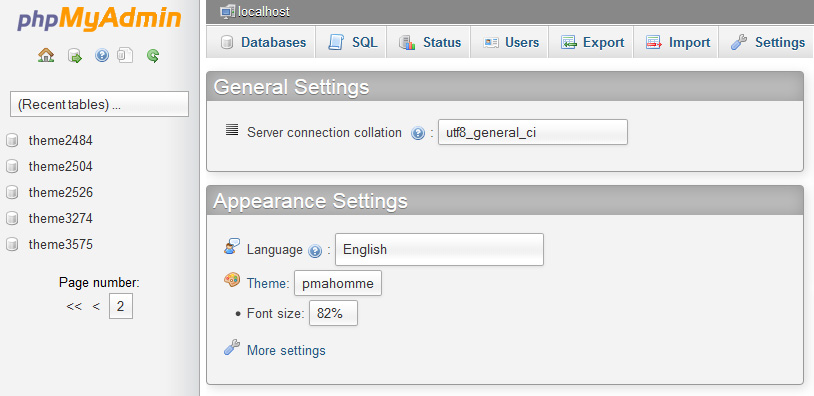 phpMyAdmin
(Recent tables) ...
theme2484
theme2504
theme2526
theme3274
theme3575
Page number:
<< < 2
localhost
Databases SQL Status Users Export Import Settings
General Settings
Server connection collation : utf8_general_ci
Appearance Settings
Language : English
Theme: pmahomme
• Font size: 82%
More settings